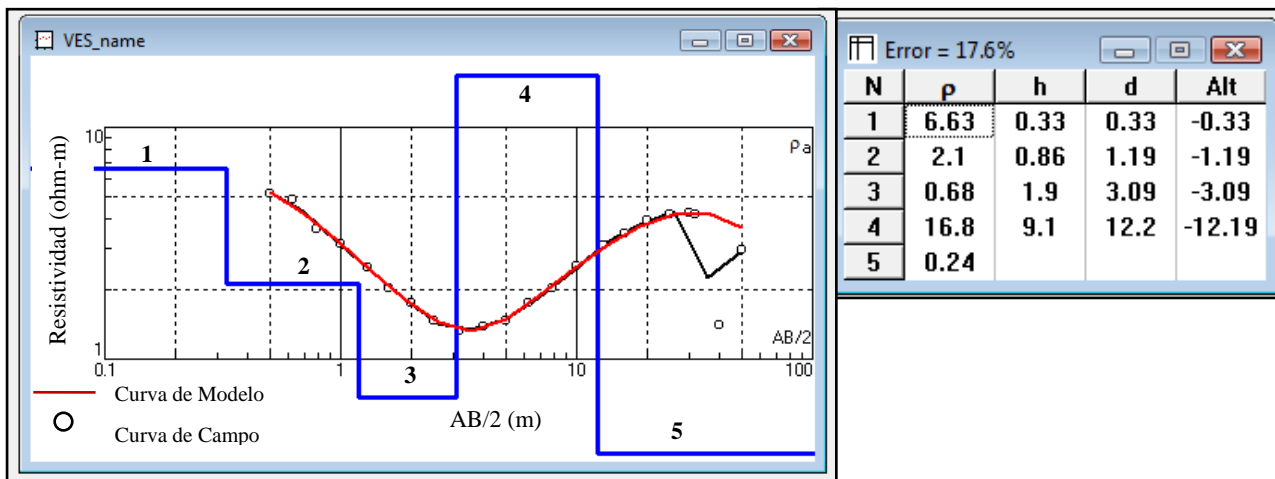 VES_name
4
10
1
ρa
Resistividad (ohm-m)
2
1
3
AB/2
0.1
1
10
100
Curva de Modelo
AB/2 (m)
Curva de Campo
5
Error = 17.6%
N ρ h d Alt
1 6.63 0.33 0.33 -0.33
2 2.1 0.86 1.19 -1.19
3 0.68 1.9 3.09 -3.09
4 16.8 9.1 12.2 -12.19
5 0.24